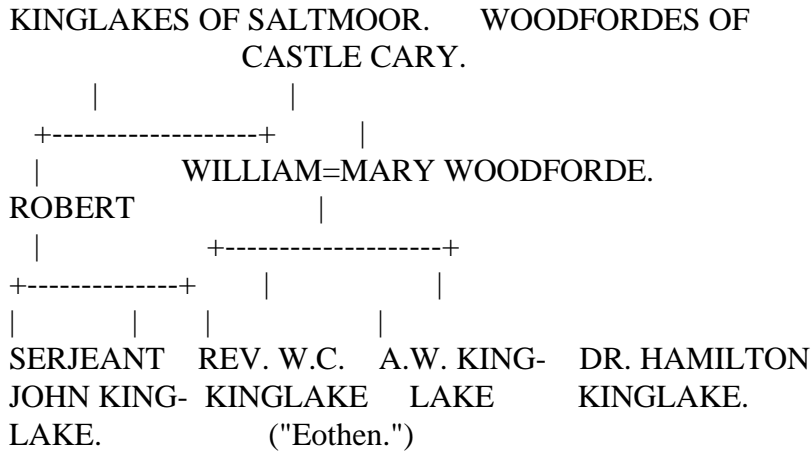 KINGLAKES OF SALTMOOR. WOODFORDES OF
CASTLE CARY.
| |
+-------------------+ |
| WILLIAM=MARY WOODFORDE.
ROBERT |
| +--------------------+
+--------------+ | |
| | | |
SERJEANT REV. W.C. A.W. KING- DR. HAMILTON
JOHN KING- KINGLAKE LAKE KINGLAKE.
LAKE. ("Eothen.")